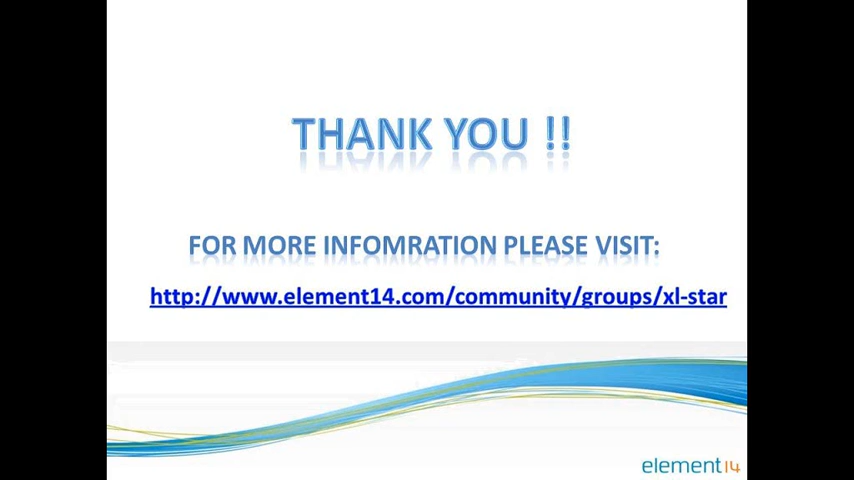 THANK YOU !!
FOR MORE INFOMRATION PLEASE VISIT:
http://www.element14.com/community/groups/xl-star
element14